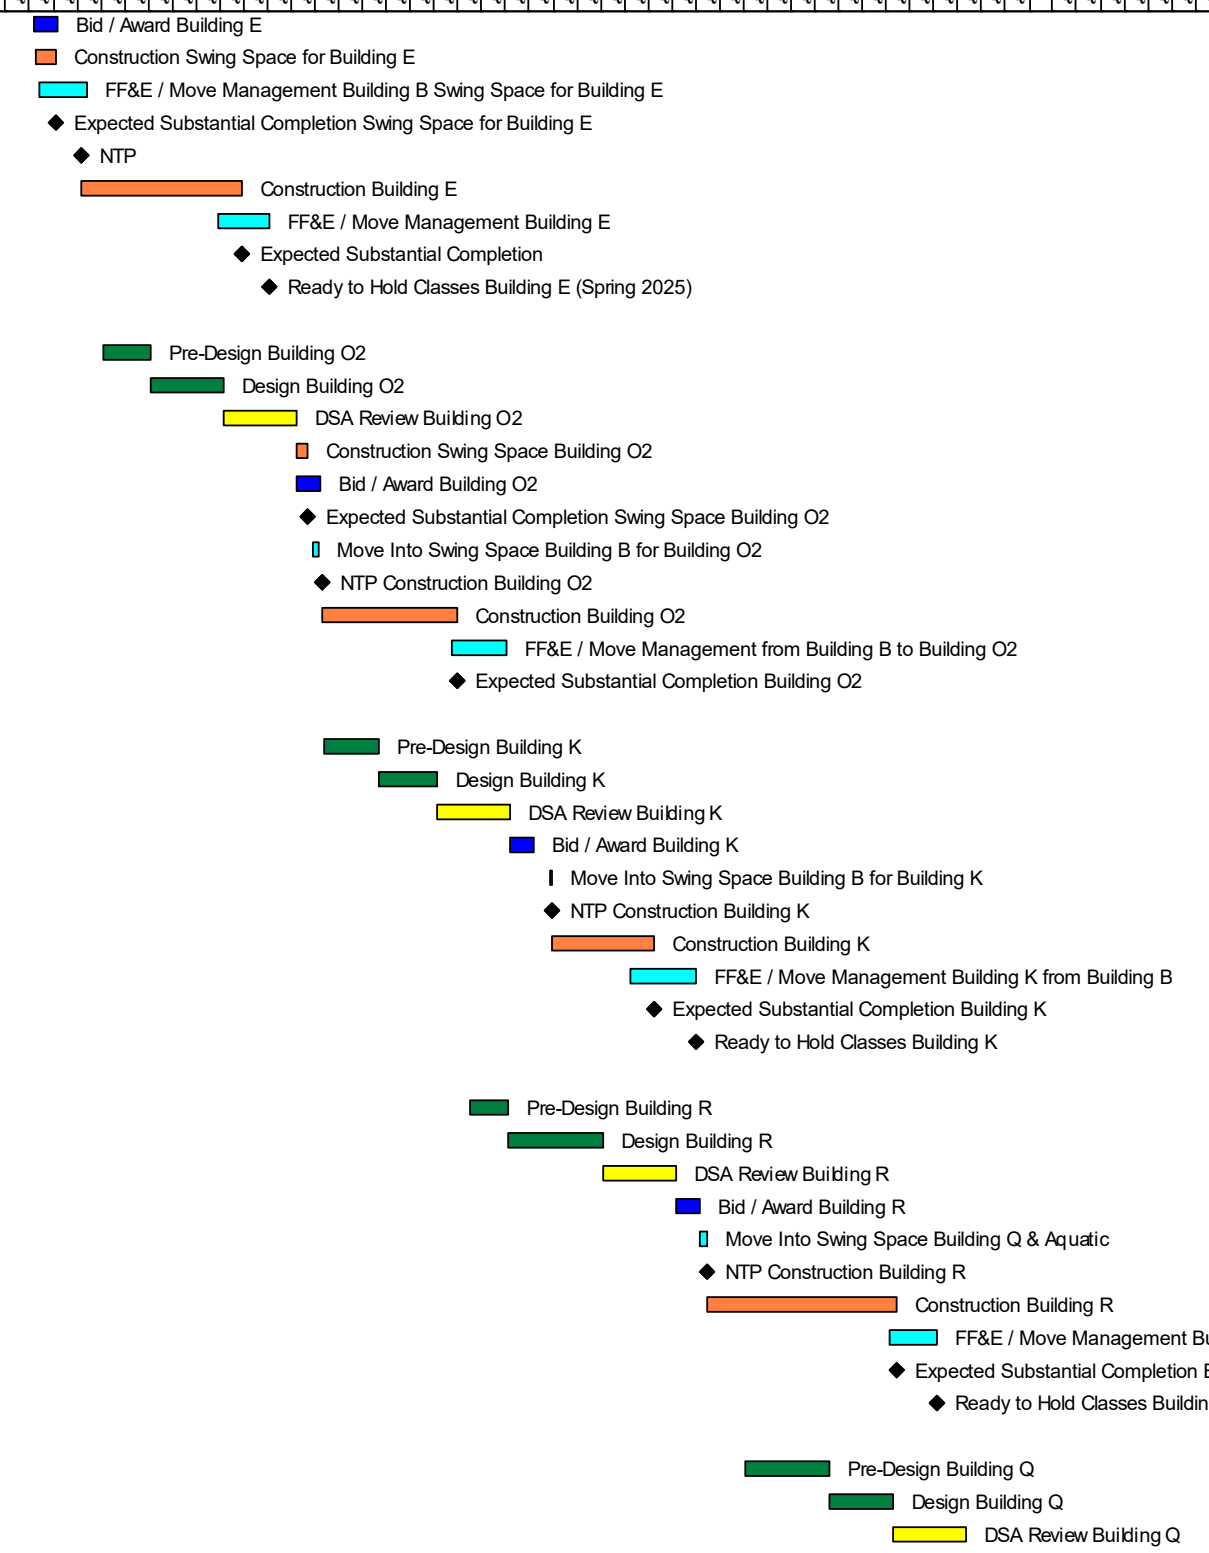 Bid / Award Building E
Construction Swing Space for Building E
FF&E / Move Management Building B Swing Space for Building E
Expected Substantial Completion Swing Space for Building E
NTP
Construction Building E
FF&E / Move Management Building E
Expected Substantial Completion
Ready to Hold Classes Building E (Spring 2025)
Pre-Design Building O2
Design Building O2
DSA Review Building O2
Construction Swing Space Building O2
Bid / Award Building O2
Expected Substantial Completion Swing Space Building O2
Move Into Swing Space Building B for Building O2
NTP Construction Building O2
Construction Building O2
FF&E / Move Management from Building B to Building O2
Expected Substantial Completion Building O2
Pre-Design Building K
Design Building K
DSA Review Building K
Bid / Award Building K
Move Into Swing Space Building B for Building K
NTP Construction Building K
Construction Building K
FF&E / Move Management Building K from Building B
Expected Substantial Completion Building K
Ready to Hold Classes Building K
Pre-Design Building R
Design Building R
DSA Review Building R
Bid / Award Building R
Move Into Swing Space Building Q & Aquatic
NTP Construction Building R
Construction Building R
FF&E / Move Management
Expected Substantial Completion
Ready to Hold Classes
Pre-Design Building Q
Design Building Q
DSA Review Building Q